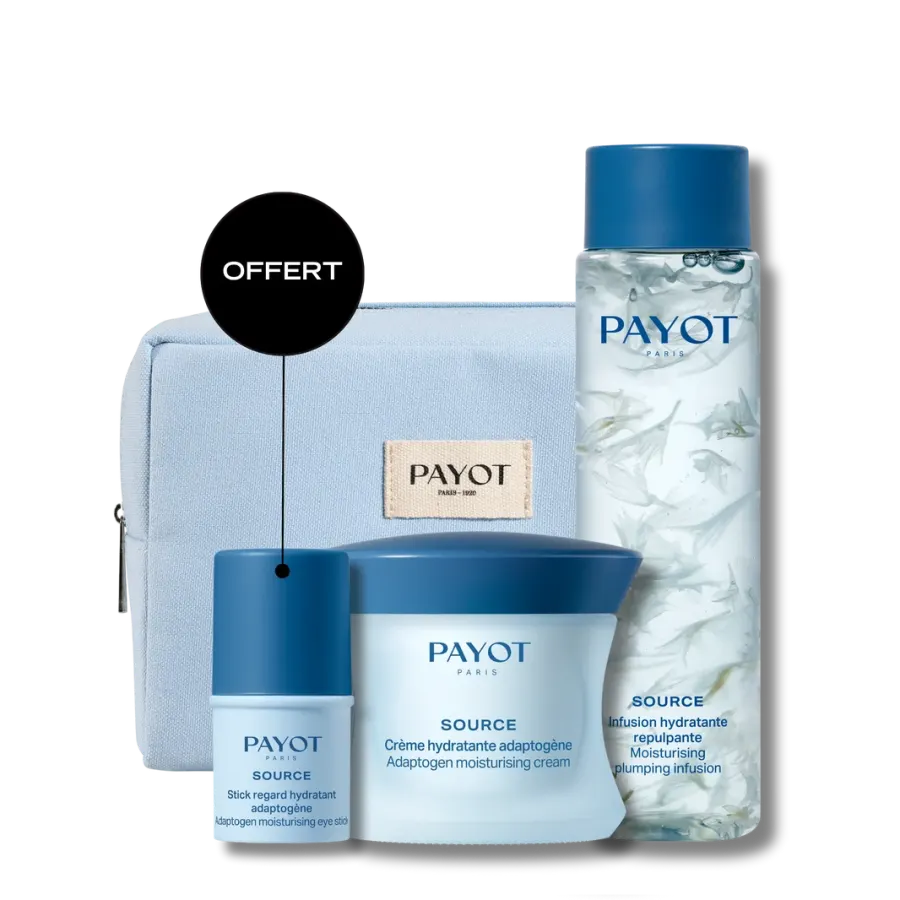 OFFERT
PAYOT
PARIS
PAYOT
PARIS - 1920
PAYOT
PARIS
SOURCE
Crème hydratante adaptogène
Adaptogen moisturising cream
SOURCE
Infusion hydratante
repulpante
Moisturising
plumping infusion
PAYOT
PARIS
SOURCE
Stick regard hydratant
adaptogène
Adaptogen moisturising eye stick